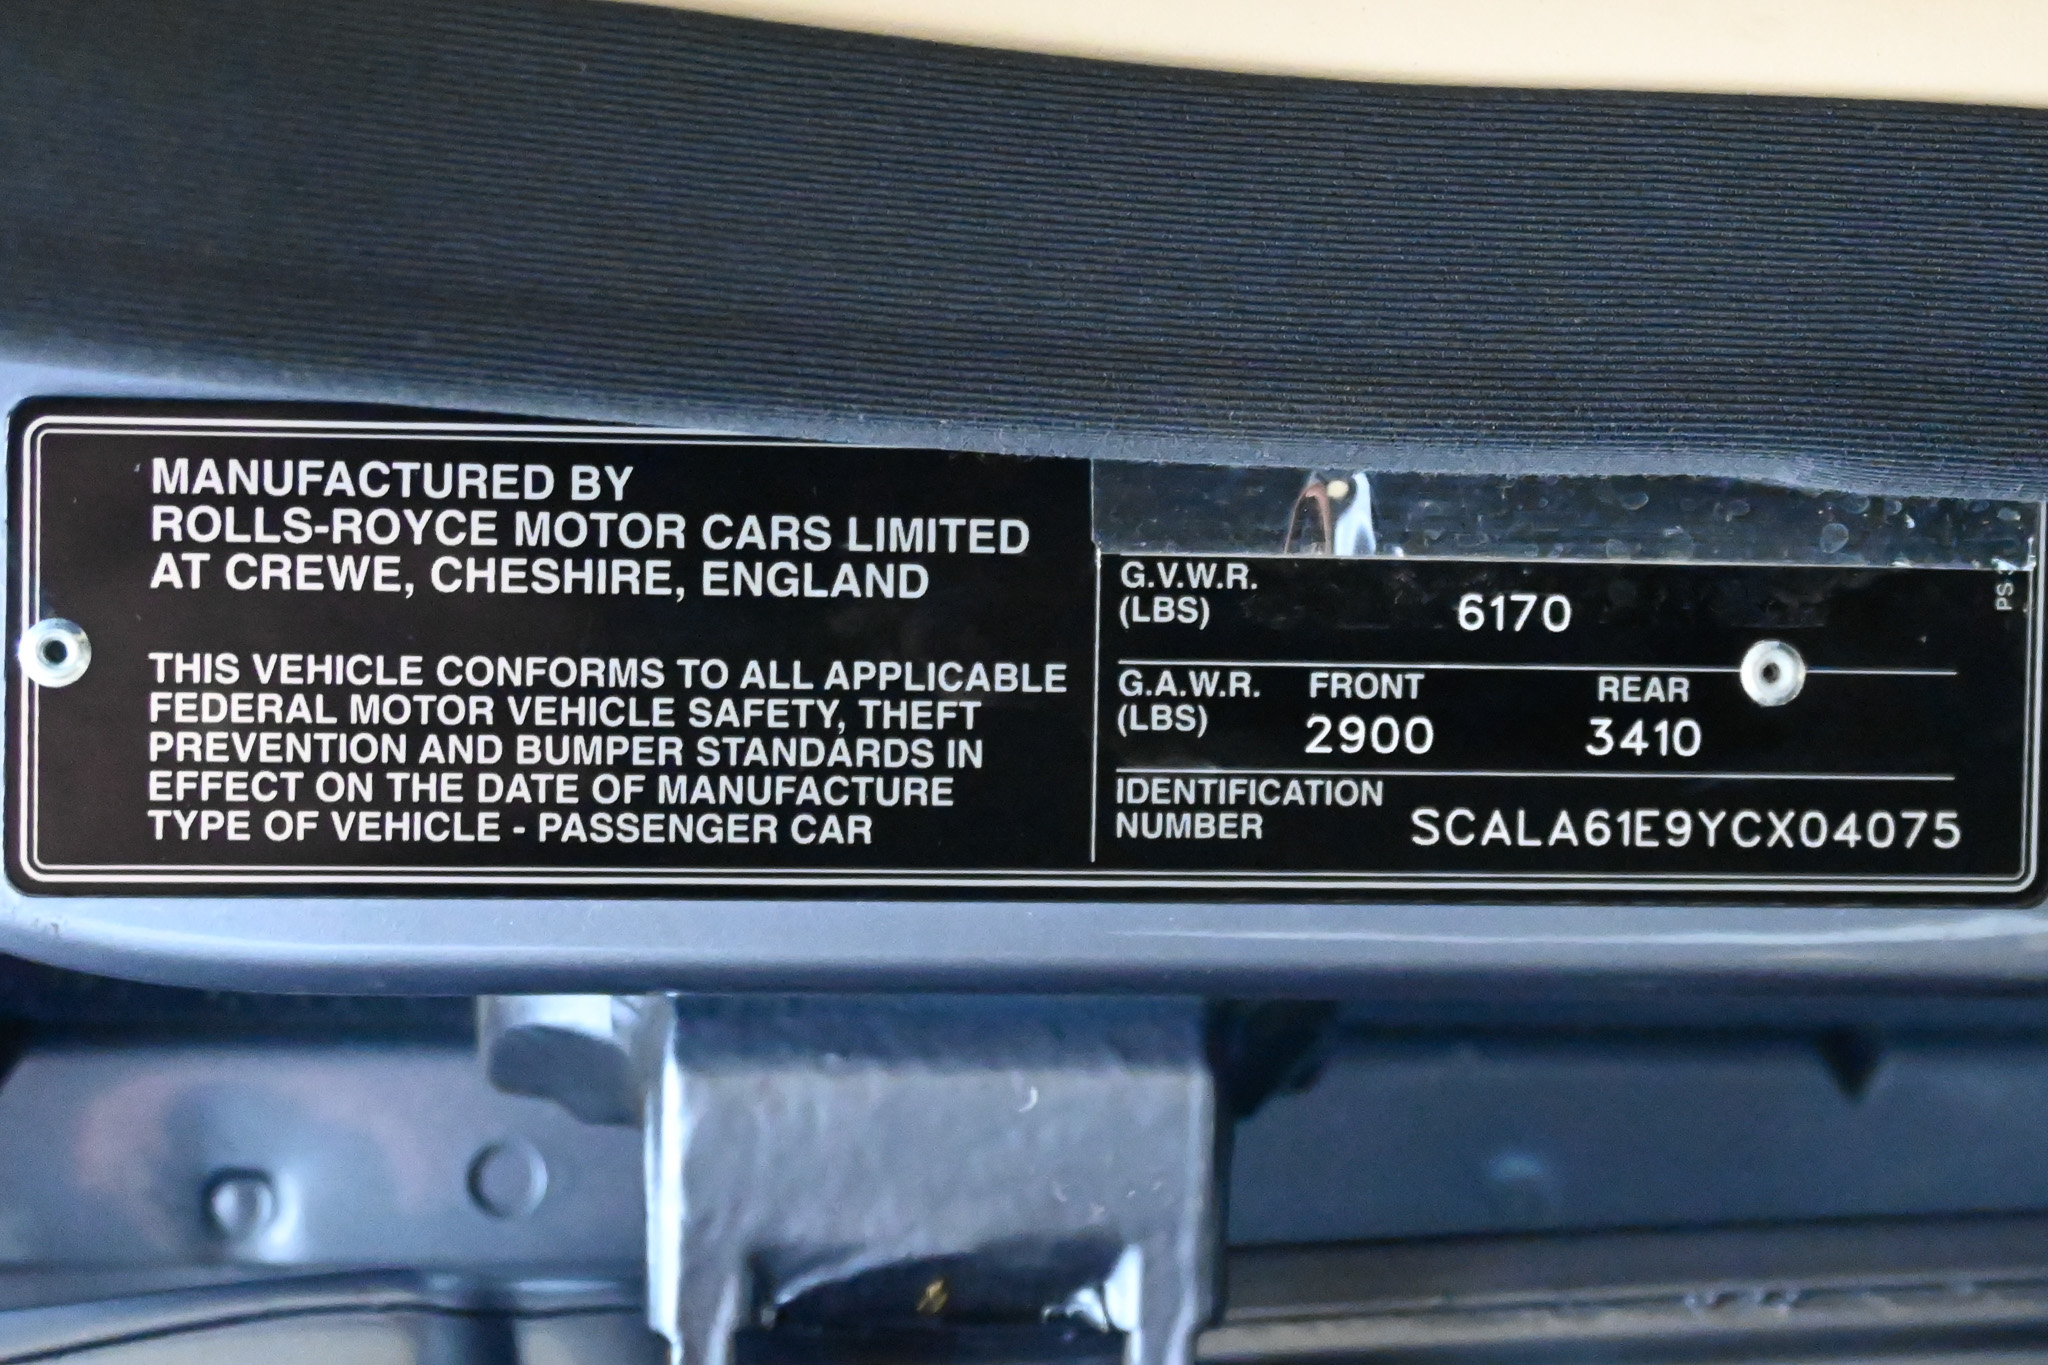 MANUFACTURED BY
ROLLS-ROYCE MOTOR CARS LIMITED
AT CREWE, CHESHIRE, ENGLAND
THIS VEHICLE CONFORMS TO ALL APPLICABLE
FEDERAL MOTOR VEHICLE SAFETY, THEFT
PREVENTION AND BUMPER STANDARDS IN
EFFECT ON THE DATE OF MANUFACTURE
TYPE OF VEHICLE - PASSENGER CAR
G.V.W.R.
(LBS) 6170
G.A.W.R. FRONT REAR
(LBS) 2900 3410
IDENTIFICATION
NUMBER SCALA61E9YCX04075
PS